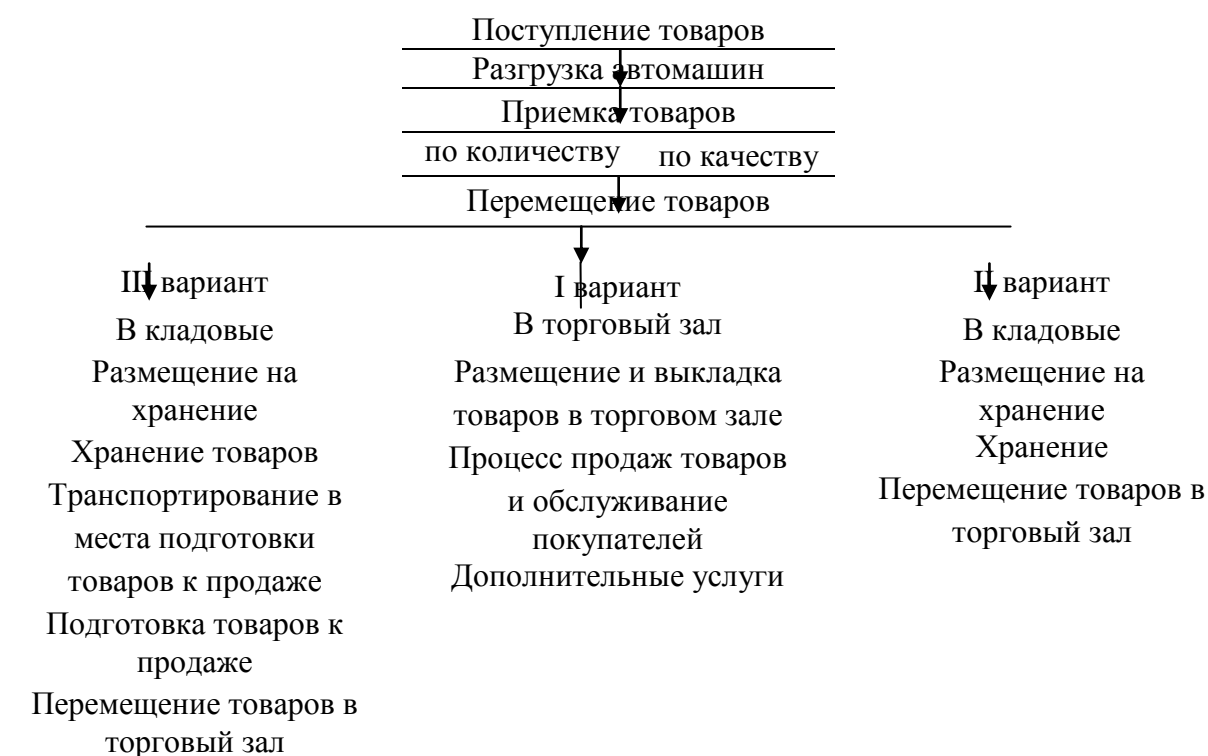 Поступление товаров
Разгрузка автомашин
Приемка товаров
по количеству по качеству
Перемещение товаров
III вариант
В кладовые
Размещение на
хранение
Хранение товаров
Транспортирование в
места подготовки
товаров к продаже
Подготовка товаров к
продаже
Перемещение товаров в
торговый зал
I вариант
В торговый зал
Размещение и выкладка
товаров в торговом зале
Процесс продаж товаров
и обслуживание
покупателей
Дополнительные услуги
II вариант
В кладовые
Размещение на
хранение
Хранение
Перемещение товаров в
торговый зал